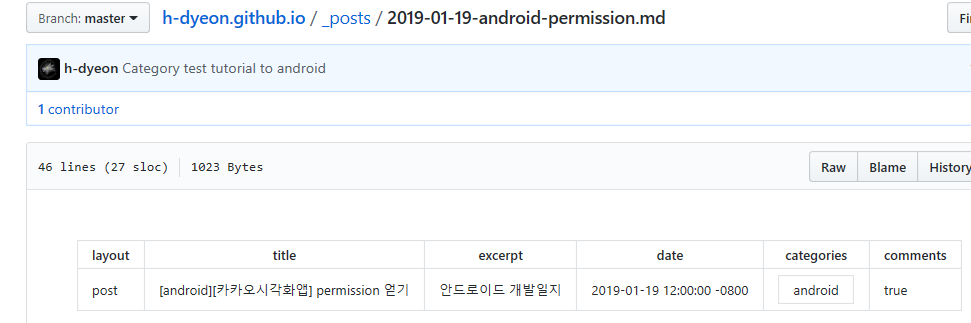 Branch: master h-dyeon.github.io / _posts / 2019-01-19-android-permission.md Fi
h-dyeon Category test tutorial to android
1 contributor
46 lines (27 sloc) 1023 Bytes Raw Blame History
layout title excerpt date categories comments
post [android][카카오시각화앱] permission 얻기 안드로이드 개발일지 2019-01-19 12:00:00 -0800 android true